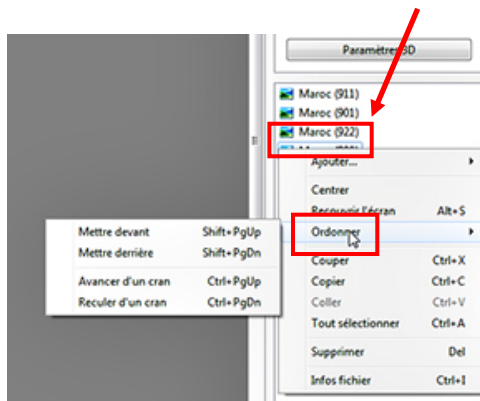 Paramètres 3D
Maroc (911)
Maroc (901)
Maroc (922)
Ajouter...
Centrer
Recouvrir l'écran Alt+S
Ordonner
Mettre devant Shift+PgUp
Mettre derrière Shift+PgDn
Avancer d'un cran Ctrl+PgUp
Reculer d'un cran Ctrl+PgDn
Couper Ctrl+X
Copier Ctrl+C
Coller Ctrl+V
Tout sélectionner Ctrl+A
Supprimer Del
Infos fichier Ctrl+I